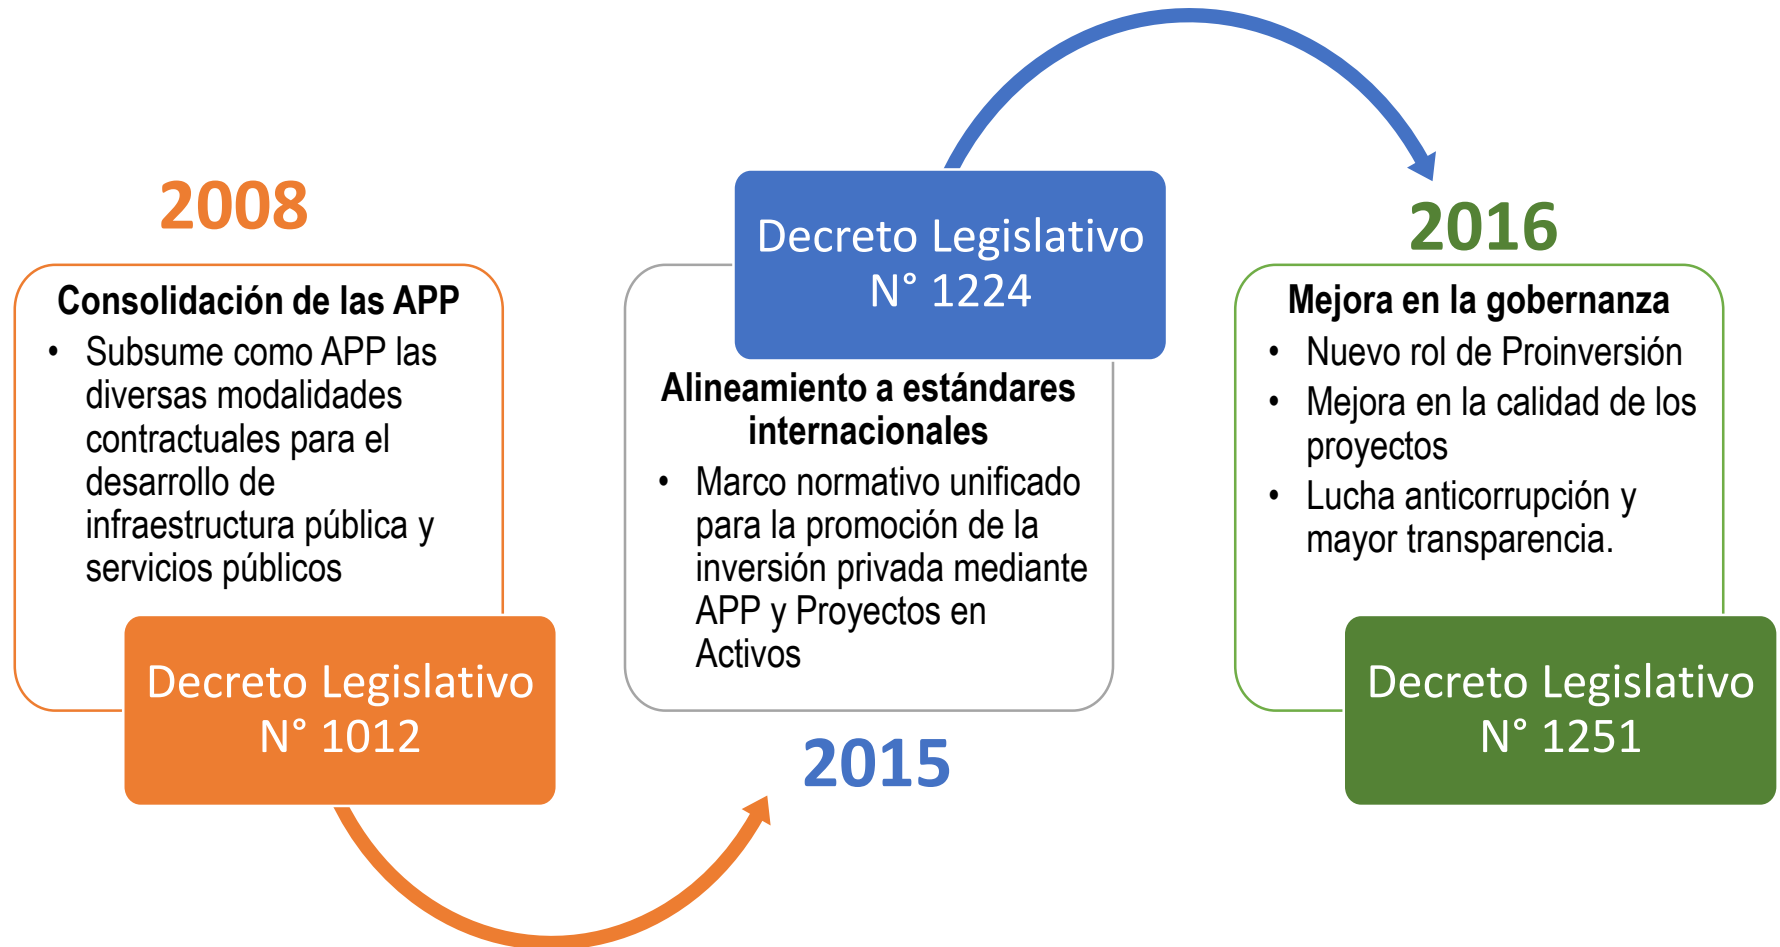 2008
Consolidación de las APP
• Subsume como APP las
diversas modalidades
contractuales para el
desarrollo de
infraestructura pública y
servicios públicos
Decreto Legislativo
N° 1012
Decreto Legislativo
N° 1224
Alineamiento a estándares
internacionales
• Marco normativo unificado
para la promoción de la
inversión privada mediante
APP y Proyectos en
Activos
2015
2016
Mejora en la gobernanza
• Nuevo rol de Proinversión
• Mejora en la calidad de los
proyectos
• Lucha anticorrupción y
mayor transparencia.
Decreto Legislativo
N° 1251